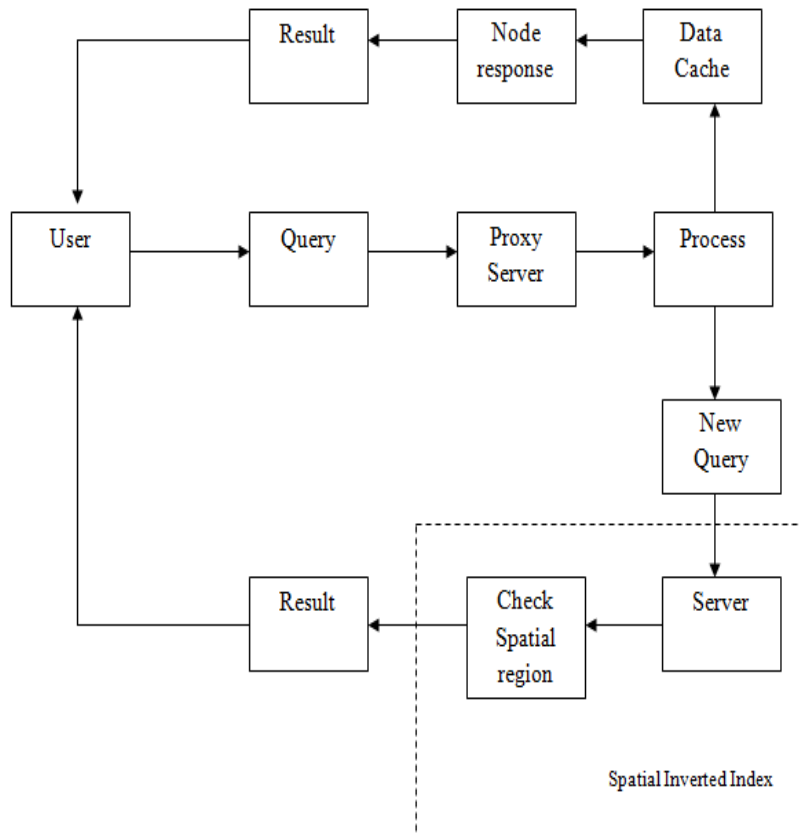 Result
Node
response
Data
Cache
User
Query
Proxy
Server
Process
New
Query
Result
Check
Spatial
region
Server
Spatial Inverted Index